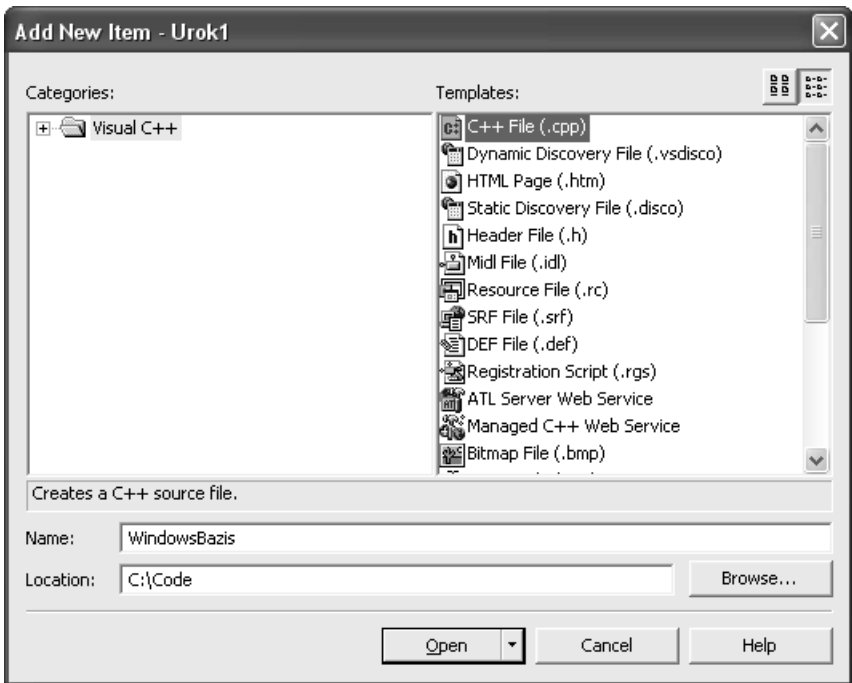 Add New Item - Urok1
Categories:
Templates:
Visual C++
C++ File (.cpp)
Dynamic Discovery File (.vsdisco)
HTML Page (.htm)
Static Discovery File (.disco)
Header File (.h)
Midl File (.idl)
Resource File (.rc)
SRF File (.srf)
DEF File (.def)
Registration Script (.rgs)
ATL Server Web Service
Managed C++ Web Service
Bitmap File (.bmp)
Creates a C++ source file.
Name: WindowsBazis
Location: C:\Code Browse...
Open Cancel Help